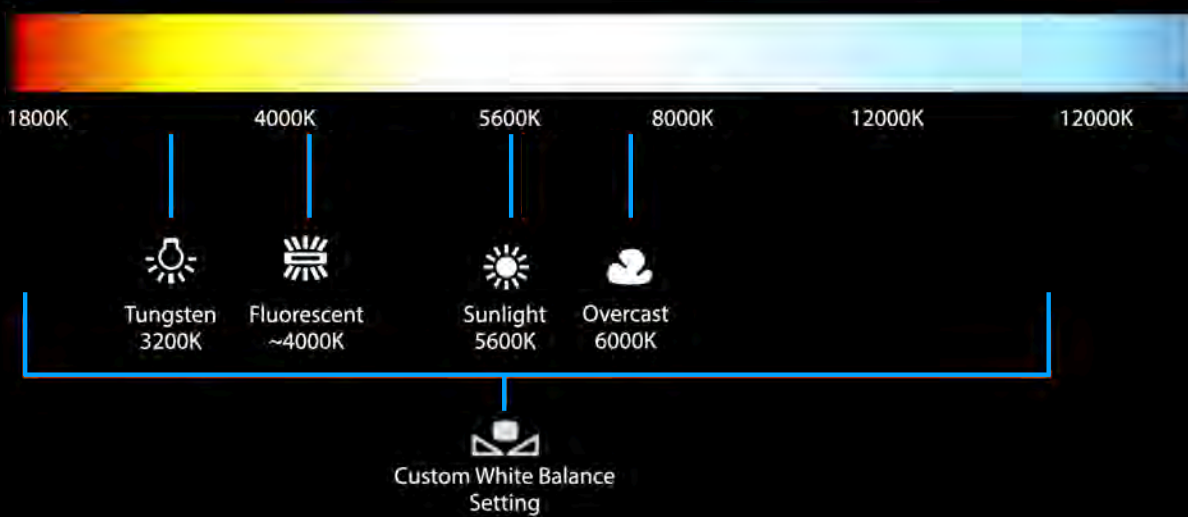 1800K 4000K 5600K 8000K 12000K 12000K
Tungsten
3200K
Fluorescent
~4000K
Sunlight
5600K
Overcast
6000K
Custom White Balance
Setting